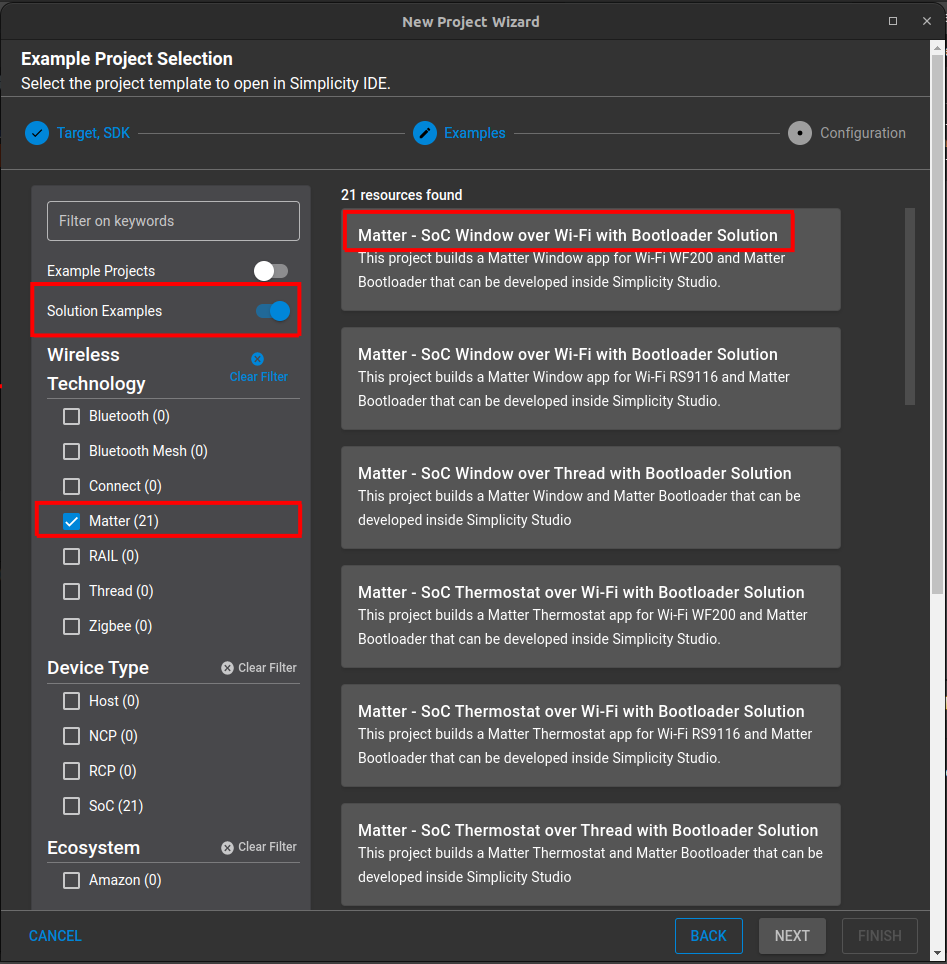 New Project Wizard
Example Project Selection
Select the project template to open in Simplicity IDE.
Target, SDK
Examples
Configuration
Filter on keywords
Example Projects
Solution Examples
Wireless
Technology
Clear Filter
Bluetooth (0)
Bluetooth Mesh (0)
Connect (0)
Matter (21)
RAIL (0)
Thread (0)
Zigbee (0)
Device Type
Clear Filter
Host (0)
NCP (0)
RCP (0)
SoC (21)
Ecosystem
Clear Filter
Amazon (0)
21 resources found
Matter - SoC Window over Wi-Fi with Bootloader Solution
This project builds a Matter Window app for Wi-Fi WF200 and Matter
Bootloader that can be developed inside Simplicity Studio.
Matter - SoC Window over Wi-Fi with Bootloader Solution
This project builds a Matter Window app for Wi-Fi RS9116 and Matter
Bootloader that can be developed inside Simplicity Studio.
Matter - SoC Window over Thread with Bootloader Solution
This project builds a Matter Window and Matter Bootloader that can be
developed inside Simplicity Studio
Matter - SoC Thermostat over Wi-Fi with Bootloader Solution
This project builds a Matter Thermostat app for Wi-Fi WF200 and Matter
Bootloader that can be developed inside Simplicity Studio.
Matter - SoC Thermostat over Wi-Fi with Bootloader Solution
This project builds a Matter Thermostat app for Wi-Fi RS9116 and Matter
Bootloader that can be developed inside Simplicity Studio.
Matter - SoC Thermostat over Thread with Bootloader Solution
This project builds a Matter Thermostat and Matter Bootloader that can be
developed inside Simplicity Studio
CANCEL
BACK
NEXT
FINISH